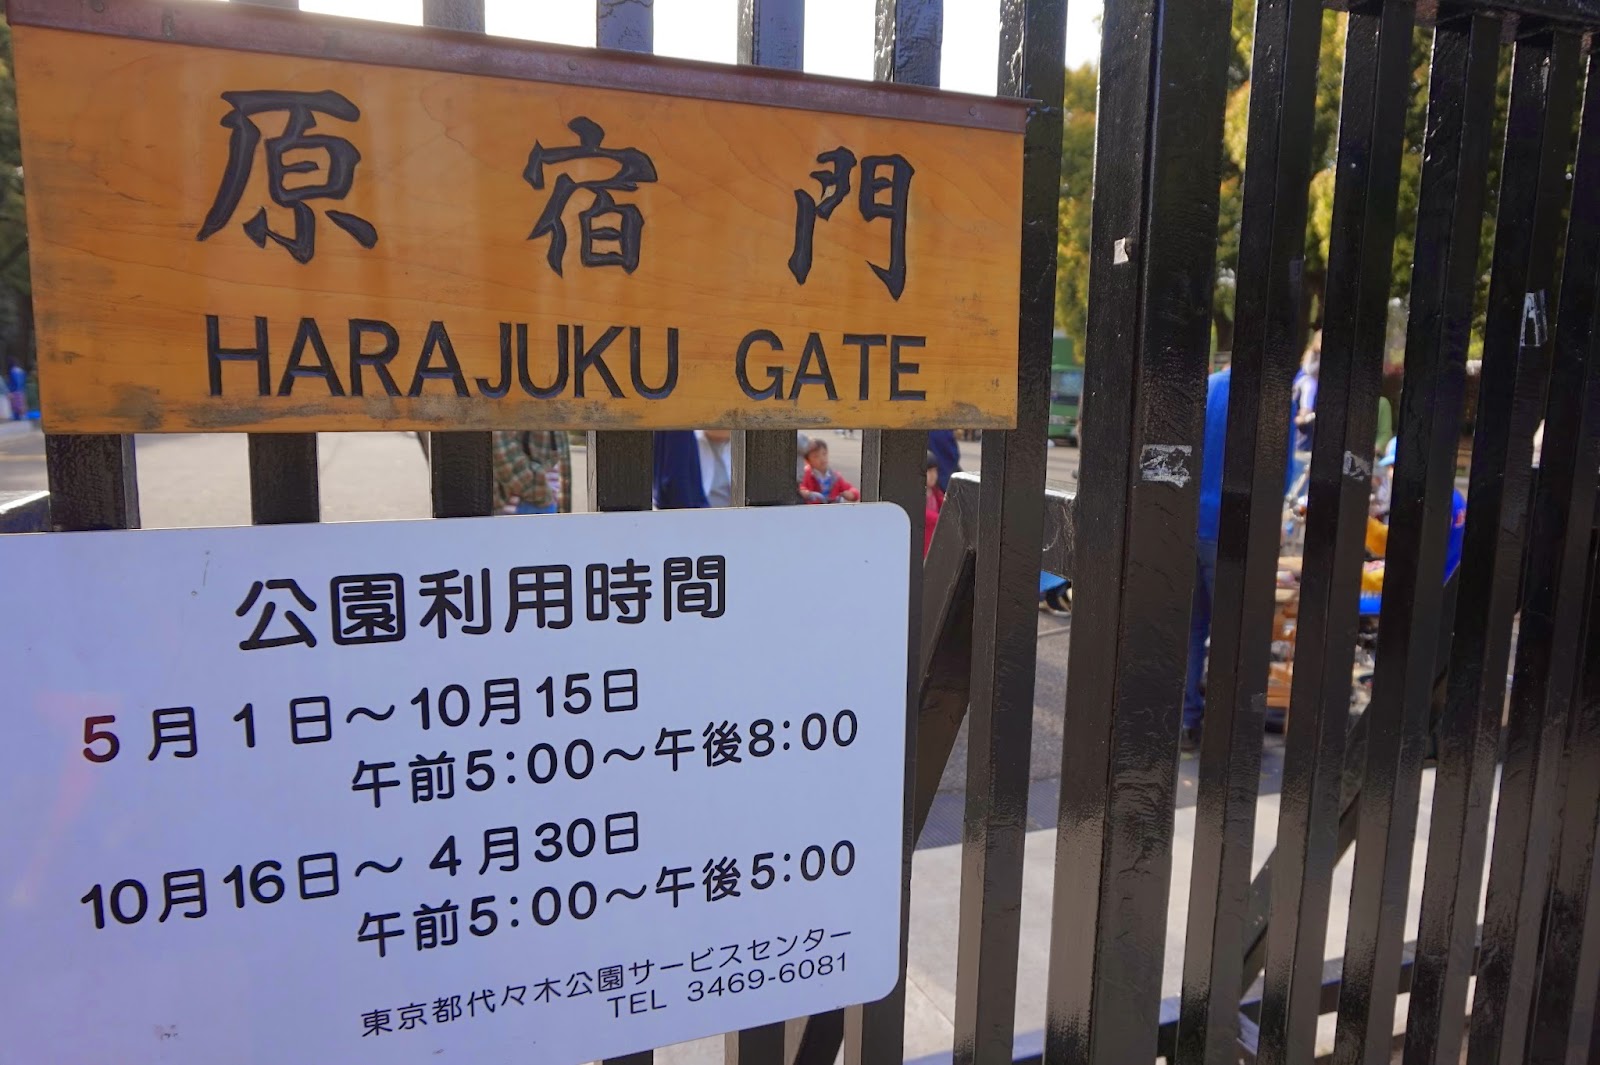 原宿門
HARAJUKU GATE
公園利用時間
5月1日～10月15日
午前5:00～午後8:00
10月16日～4月30日
午前5:00～午後5:00
東京都代々木公園サービスセンター
TEL 3469-6081